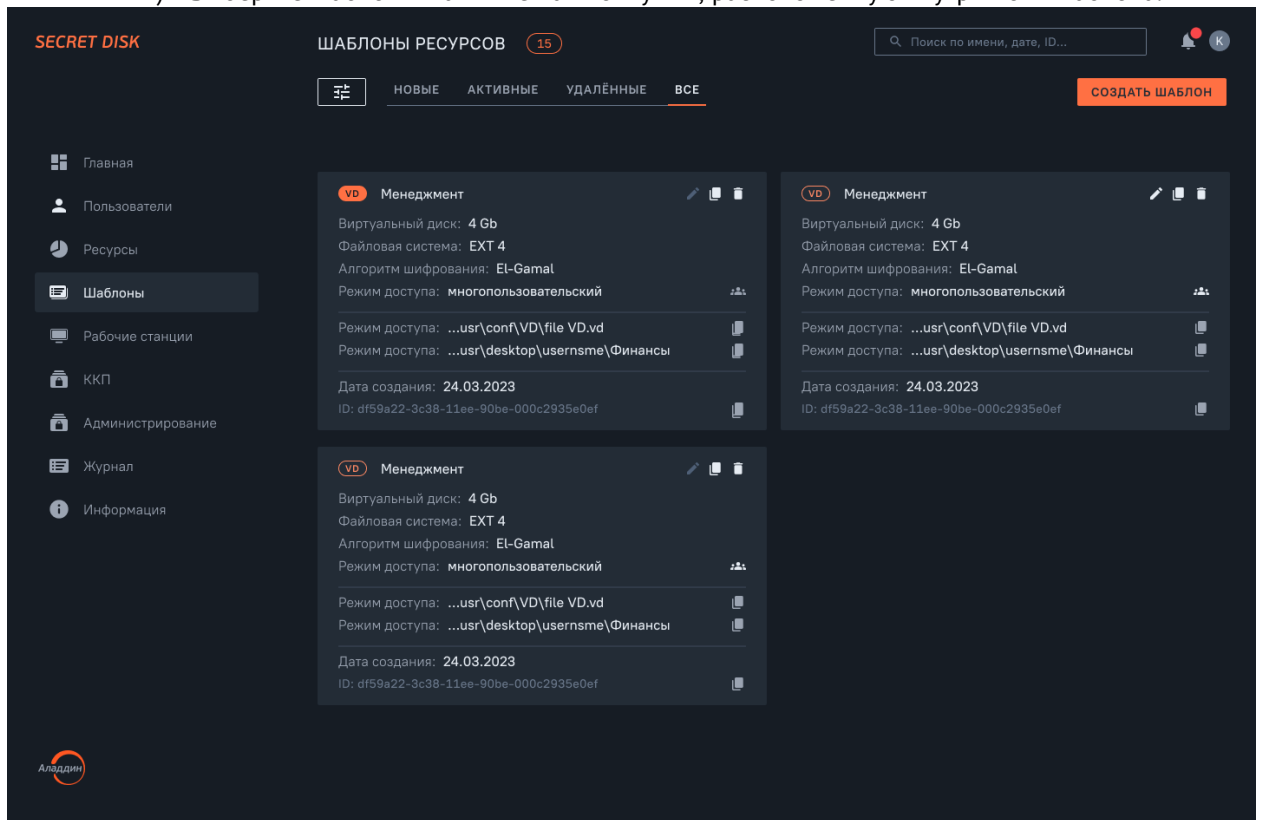 SECRET DISK
ШАБЛОНЫ РЕСУРСОВ 15
Поиск по имени, дате, ID...
K
НОВЫЕ АКТИВНЫЕ УДАЛЁННЫЕ ВСЕ
СОЗДАТЬ ШАБЛОН
Главная
Пользователи
Ресурсы
Шаблоны
Рабочие станции
ККП
Администрирование
Журнал
Информация
VD Менеджмент
Виртуальный диск: 4 Gb
Файловая система: EXT 4
Алгоритм шифрования: El-Gamal
Режим доступа: многопользовательский
Режим доступа: ...usr\conf\VD\file VD.vd
Режим доступа: ...usr\desktop\usernsme\Финансы
Дата создания: 24.03.2023
ID: df59a22-3c38-11ee-90be-000c2935e0ef
VD Менеджмент
Виртуальный диск: 4 Gb
Файловая система: EXT 4
Алгоритм шифрования: El-Gamal
Режим доступа: многопользовательский
Режим доступа: ...usr\conf\VD\file VD.vd
Режим доступа: ...usr\desktop\usernsme\Финансы
Дата создания: 24.03.2023
ID: df59a22-3c38-11ee-90be-000c2935e0ef
VD Менеджмент
Виртуальный диск: 4 Gb
Файловая система: EXT 4
Алгоритм шифрования: El-Gamal
Режим доступа: многопользовательский
Режим доступа: ...usr\conf\VD\file VD.vd
Режим доступа: ...usr\desktop\usernsme\Финансы
Дата создания: 24.03.2023
ID: df59a22-3c38-11ee-90be-000c2935e0ef
Аладдин